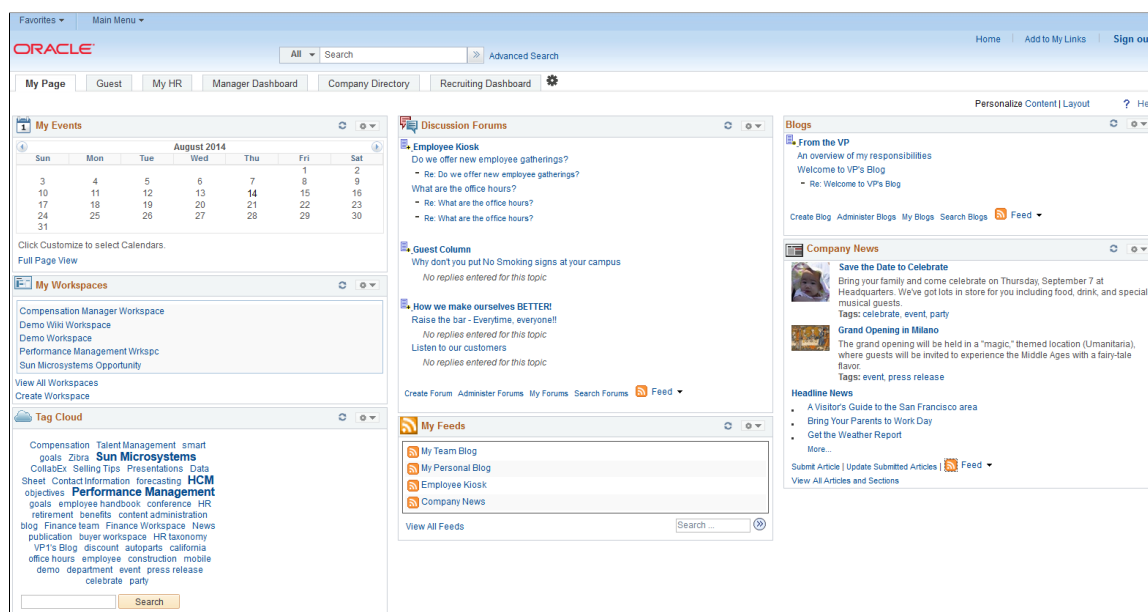 Favorites Main Menu
ORACLE
All Search Advanced Search
Home Add to My Links Sign ou
My Page Guest My HR Manager Dashboard Company Directory Recruiting Dashboard
Personalize Content | Layout ? He
My Events
August 2014
Sun Mon Tue Wed Thu Fri Sat
1 2
3 4 5 6 7 8 9
10 11 12 13 14 15 16
17 18 19 20 21 22 23
24 25 26 27 28 29 30
31
Click Customize to select Calendars.
Full Page View
My Workspaces
Compensation Manager Workspace
Demo Wiki Workspace
Demo Workspace
Performance Management Wrkspc
Sun Microsystems Opportunity
View All Workspaces
Create Workspace
Tag Cloud
Compensation Talent Management smart
goals Zibra Sun Microsystems
CollabEx Selling Tips Presentations Data
Sheet Contact Information forecasting HCM
objectives Performance Management
goals employee handbook conference HR
retirement benefits content administration
blog Finance team Finance Workspace News
publication buyer workspace HR taxonomy
VP1's Blog discount autoparts california
office hours employee construction mobile
demo department event press release
celebrate party
Search
Discussion Forums
Employee Kiosk
Do we offer new employee gatherings?
- Re: Do we offer new employee gatherings?
What are the office hours?
- Re: What are the office hours?
- Re: What are the office hours?
Guest Column
Why don't you put No Smoking signs at your campus
No replies entered for this topic
How we make ourselves BETTER!
Raise the bar - Everytime, everyone!!
No replies entered for this topic
Listen to our customers
No replies entered for this topic
Create Forum Administer Forums My Forums Search Forums Feed
My Feeds
My Team Blog
My Personal Blog
Employee Kiosk
Company News
View All Feeds Search ...
Blogs
From the VP
An overview of my responsibilities
Welcome to VP's Blog
- Re: Welcome to VP's Blog
Create Blog Administer Blogs My Blogs Search Blogs Feed
Company News
Save the Date to Celebrate
Bring your family and come celebrate on Thursday, September 7 at
Headquarters. We've got lots in store for you including food, drink, and special
musical guests.
Tags: celebrate, event, party
Grand Opening in Milano
The grand opening will be held in a "magic," themed location (Umanitaria),
where guests will be invited to experience the Middle Ages with a fairy-tale
flavor.
Tags: event, press release
Headline News
A Visitor's Guide to the San Francisco area
Bring Your Parents to Work Day
Get the Weather Report
More...
Submit Article | Update Submitted Articles | Feed
View All Articles and Sections